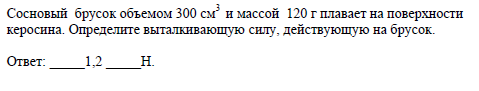 Сосновый брусок объемом 300 см³ и массой 120 г плавает на поверхности
керосина. Определите выталкивающую силу, действующую на брусок.
Ответ: _____1,2 _____Н.